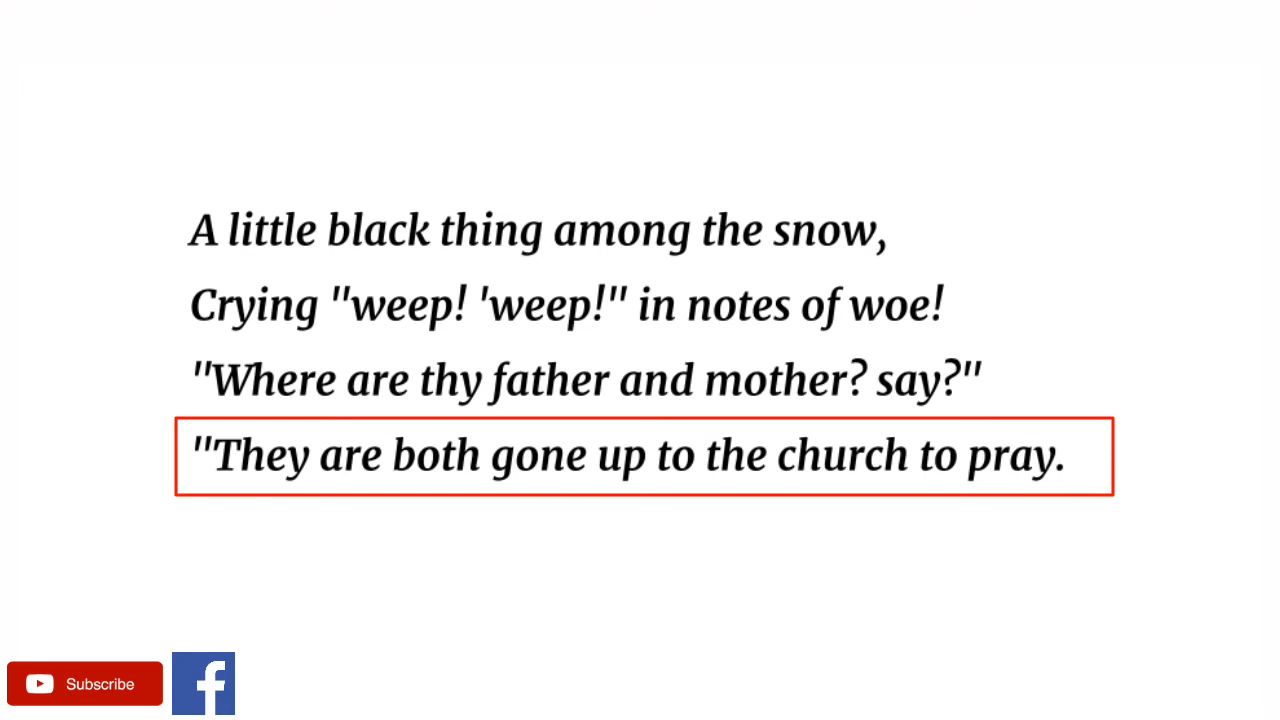 A little black thing among the snow,
Crying "weep! 'weep!" in notes of woe!
"Where are thy father and mother? say?"
"They are both gone up to the church to pray.
Subscribe
f